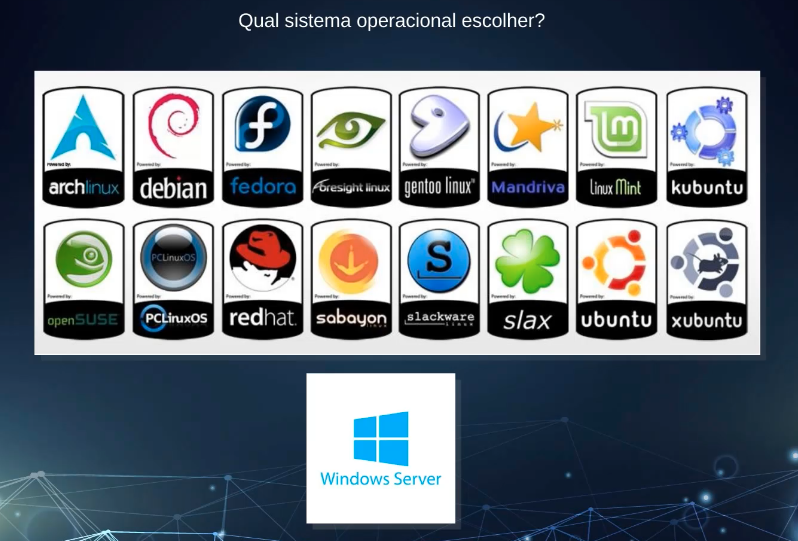 Qual sistema operacional escolher?
Powered by: Powered by: Powered by: Powered by: Powered by: Powered by: Powered by: Powered by:
archlinux debian fedora Foresight linux gentoo linux™ Mandriva Linux Mint kubuntu
PCLinuxOS
S
Powered by: Powered by: Powered by: Powered by: Powered by: Powered by: Powered by: Powered by:
openSUSE PCLinuxOS redhat. sabayon slackware slax ubuntu xubuntu
linux linux
Windows Server